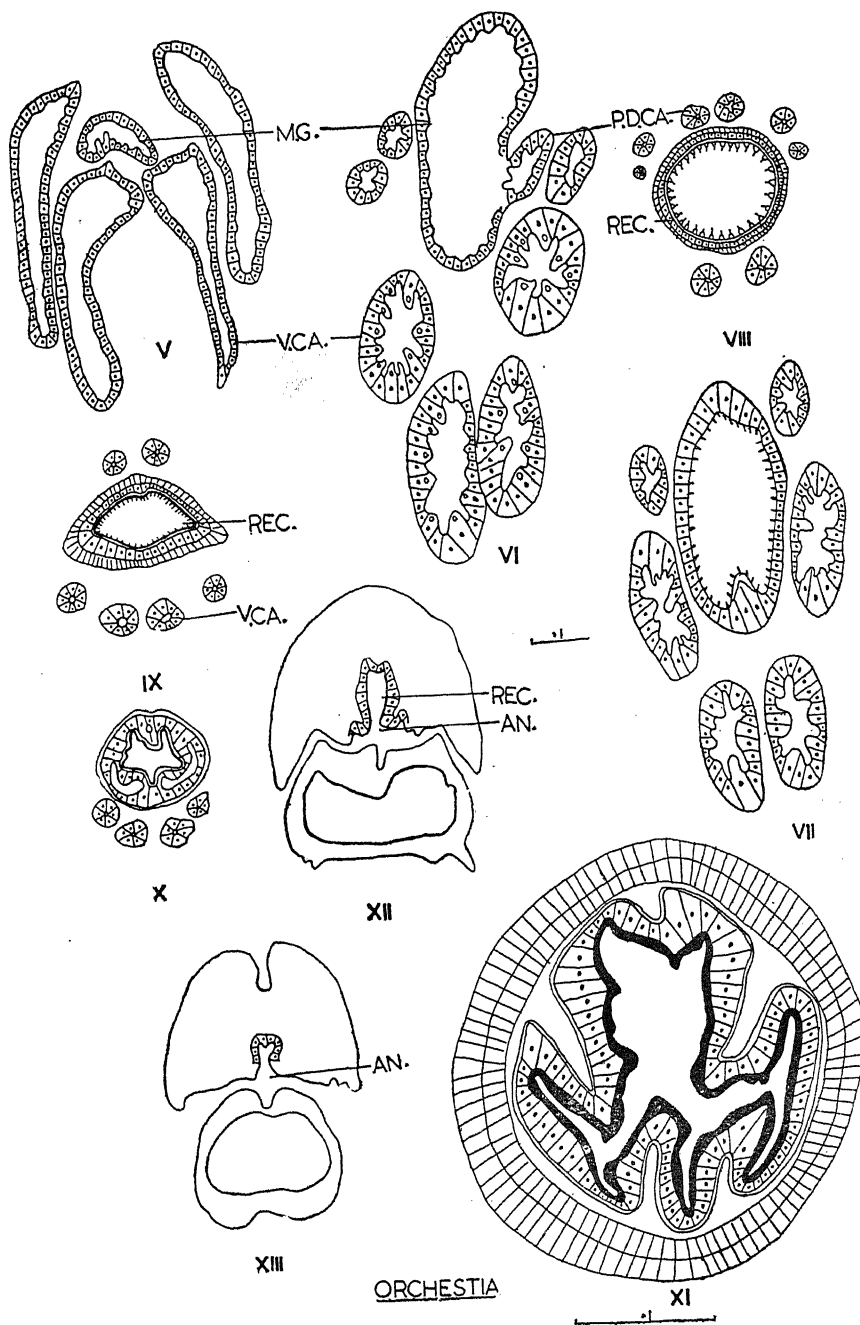 M.G.
P.D.CA.
REC.
V
V.CA.
VIII
REC.
VI
V.CA.
.1
IX
REC.
AN.
VII
X
XII
AN.
XIII
ORCHESTIA
XI
.1